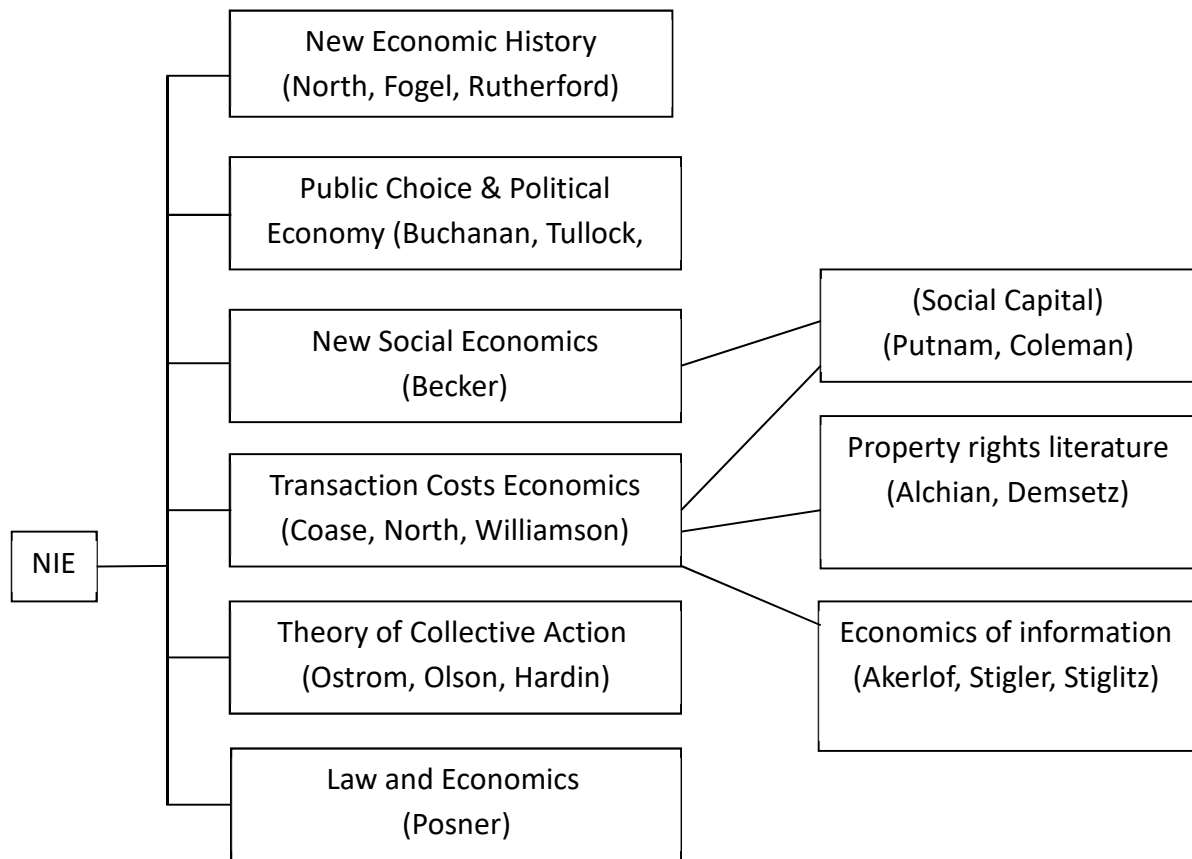 New Economic History
(North, Fogel, Rutherford)
Public Choice & Political
Economy (Buchanan, Tullock,
New Social Economics
(Becker)
Transaction Costs Economics
(Coase, North, Williamson)
NIE
Theory of Collective Action
(Ostrom, Olson, Hardin)
Law and Economics
(Posner)
(Social Capital)
(Putnam, Coleman)
Property rights literature
(Alchian, Demsetz)
Economics of information
(Akerlof, Stigler, Stiglitz)